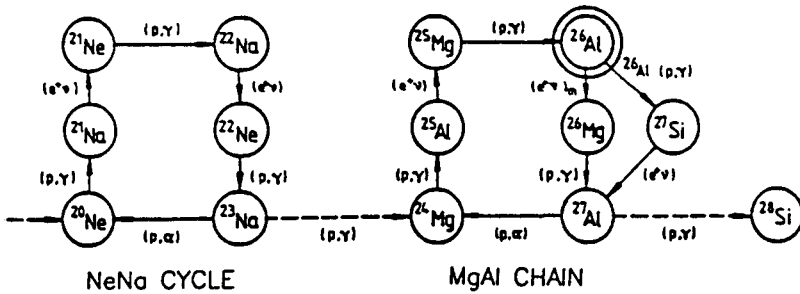 ²¹Ne (p,γ) ²²Na ²⁵Mg (p,γ) ²⁶Al
²⁶Al (p,γ)
(e⁺ν) (e⁺ν) (e⁺ν) (e⁺ν)ₘ
²¹Na ²²Ne ²⁵Al ²⁶Mg ²⁷Si
(p,γ) (p,γ) (p,γ) (p,γ) (e⁺ν)
²⁰Ne (p,α) ²³Na (p,γ) ²⁴Mg (p,α) ²⁷Al (p,γ) ²⁸Si
NeNa CYCLE MgAl CHAIN